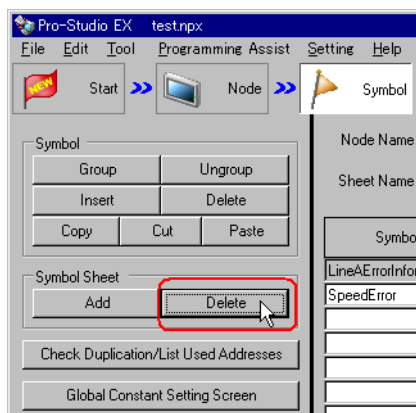 Pro-Studio EX test.npx
File Edit Tool Programming Assist Setting Help
NEW Start Node Symbol
Symbol
Group Ungroup
Insert Delete
Copy Cut Paste
Symbol Sheet
Add Delete
Check Duplication/List Used Addresses
Global Constant Setting Screen
Node Name
Sheet Name
Symbo
LineAErrorInfor
SpeedError